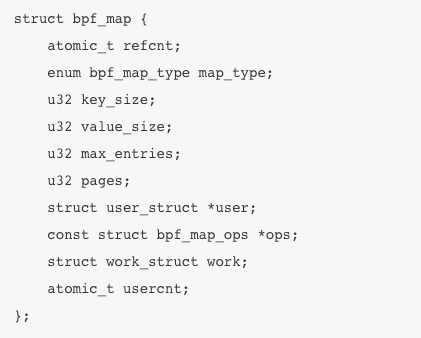 struct bpf_map {
    atomic_t refcnt;
    enum bpf_map_type map_type;
    u32 key_size;
    u32 value_size;
    u32 max_entries;
    u32 pages;
    struct user_struct *user;
    const struct bpf_map_ops *ops;
    struct work_struct work;
    atomic_t usercnt;
};